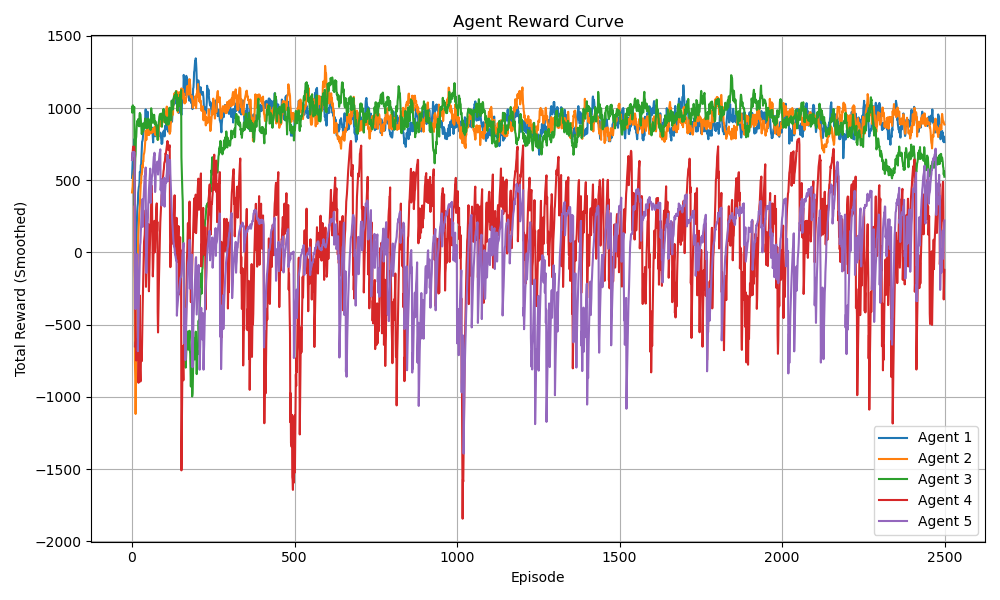 Agent Reward Curve
Total Reward (Smoothed)
1500
1000
500
0
−500
−1000
−1500
−2000
0 500 1000 1500 2000 2500
Episode
Agent 1
Agent 2
Agent 3
Agent 4
Agent 5